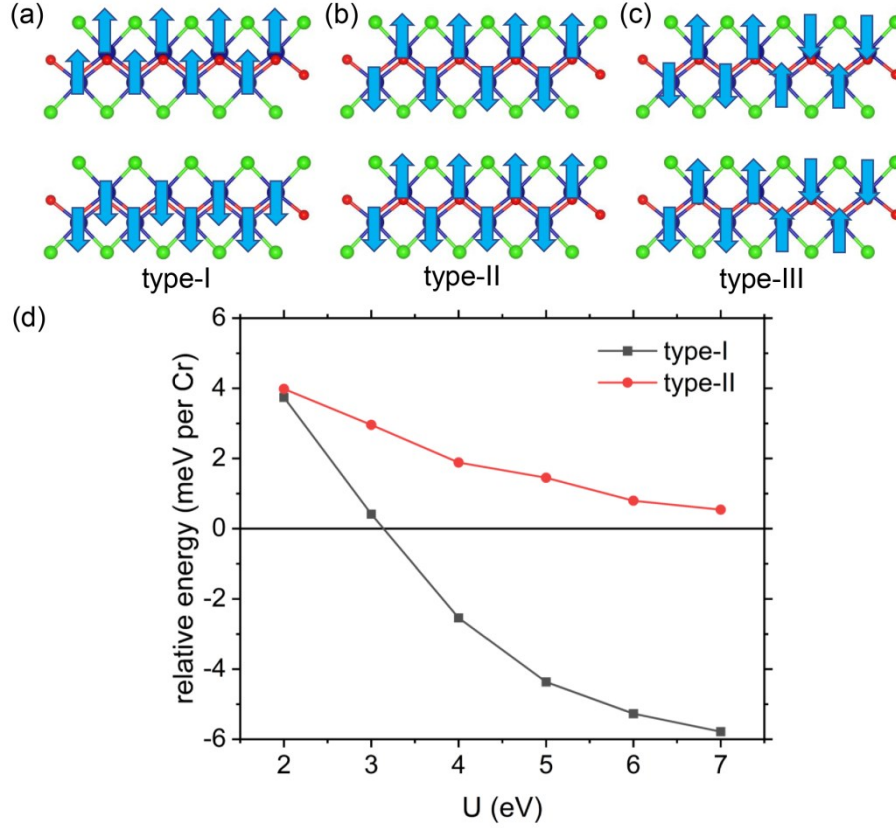 (a) (b) (c)
type-I type-II type-III
(d)
6
4
2
0
-2
-4
-6
relative energy (meV per Cr)
type-I
type-II
2 3 4 5 6 7
U (eV)